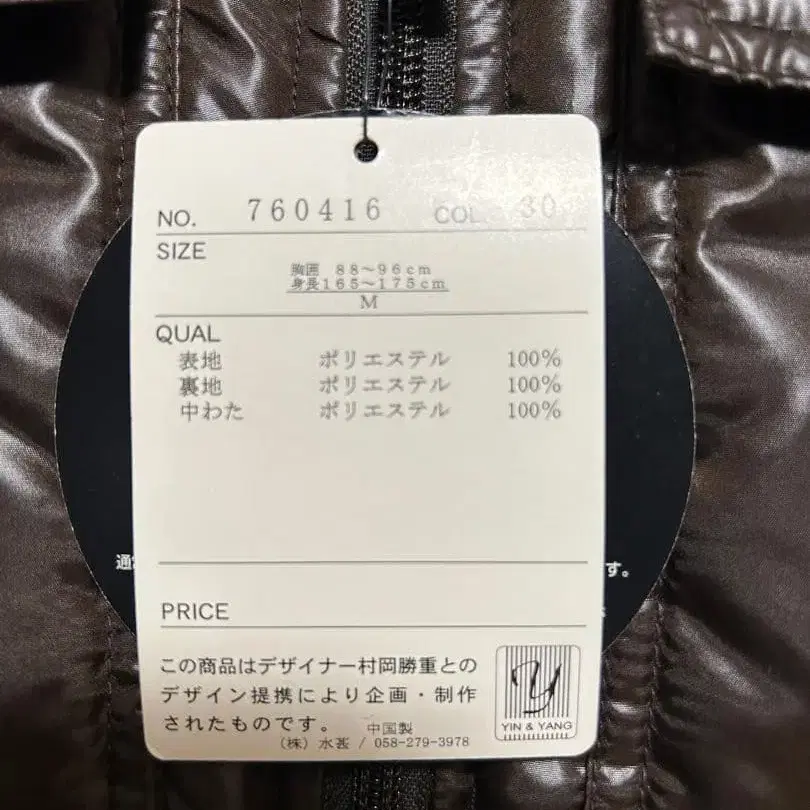 NO. 760416 COL. 30
SIZE
胸囲 88～96cm
身長165～175cm
M
QUAL
表地 ポリエステル 100%
裏地 ポリエステル 100%
中わた ポリエステル 100%
通
す。
PRICE
この商品はデザイナー村岡勝重との
デザイン提携により企画・制作
されたものです。 中国製
(株) 水甚 / 058-279-3978
Y
YIN & YANG